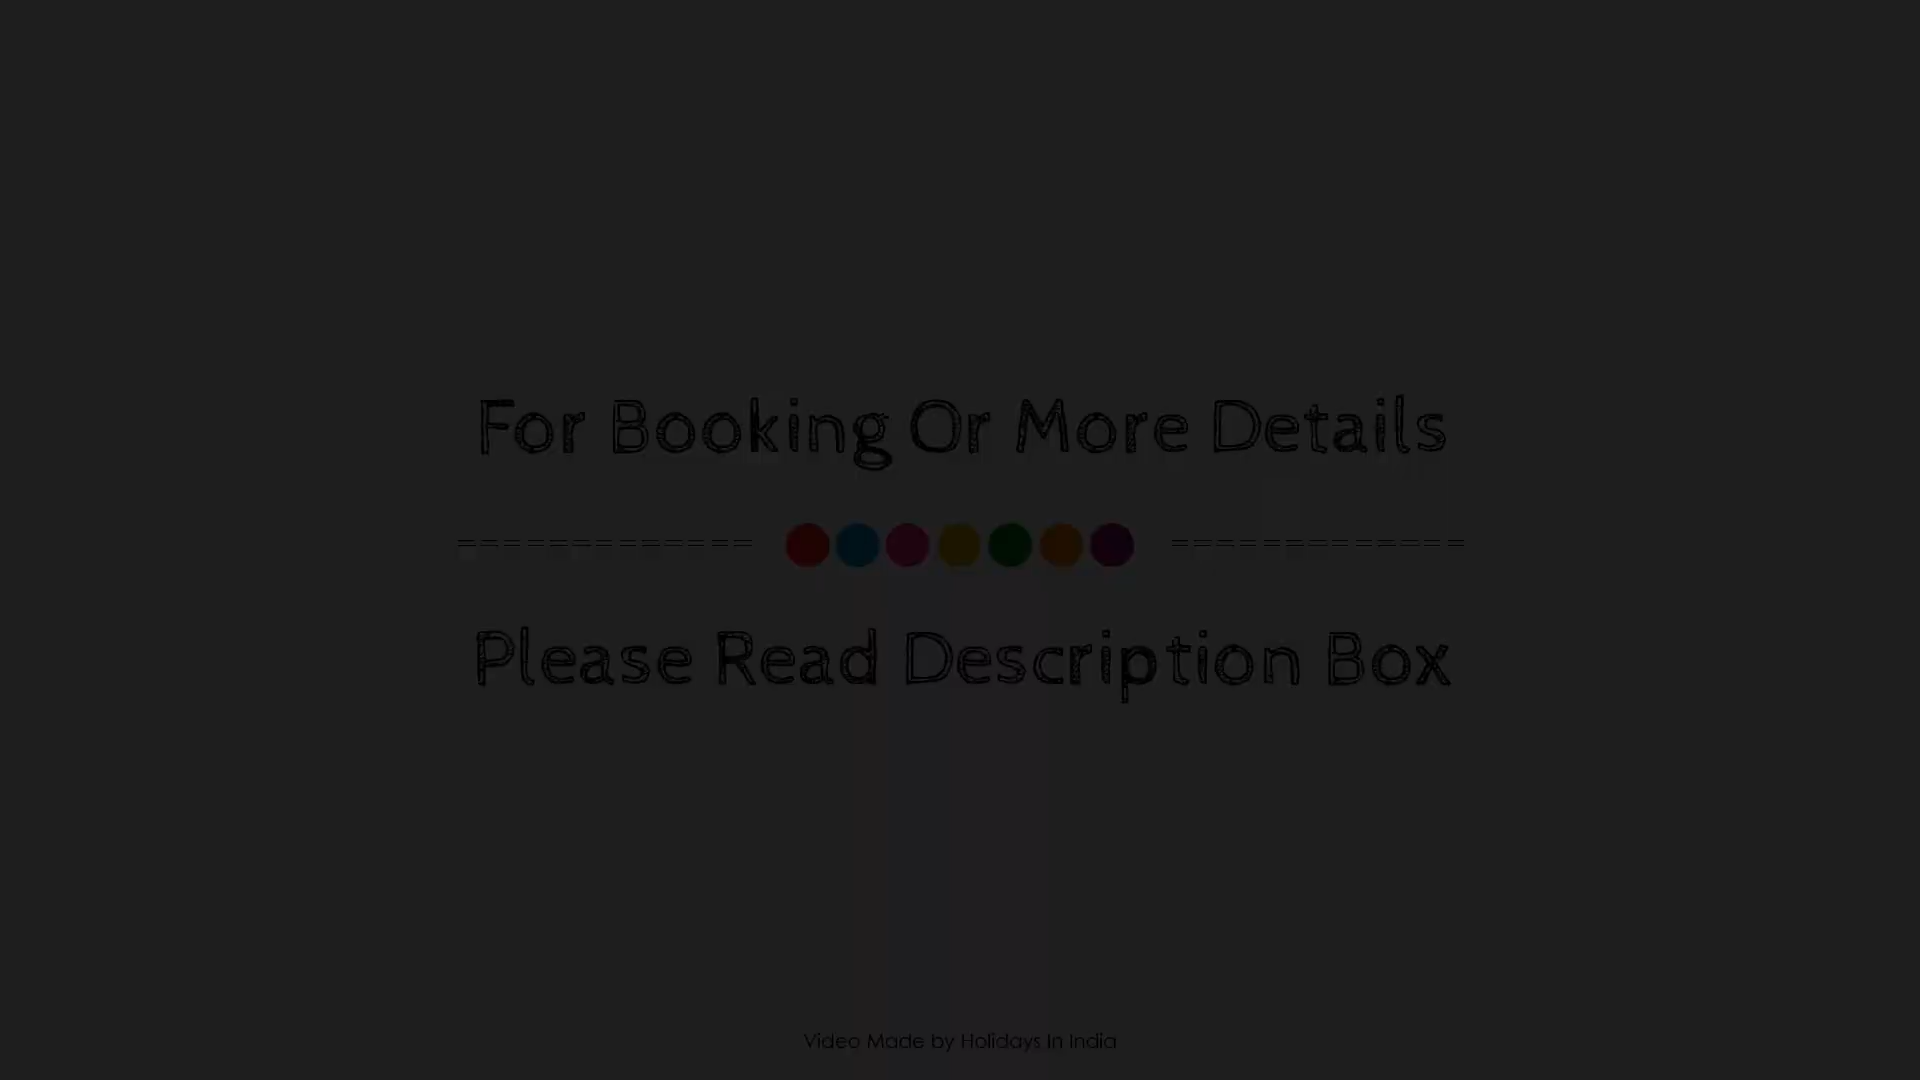 For Booking Or More Details
============= =============
Please Read Description Box
Video Made by Holidays In India